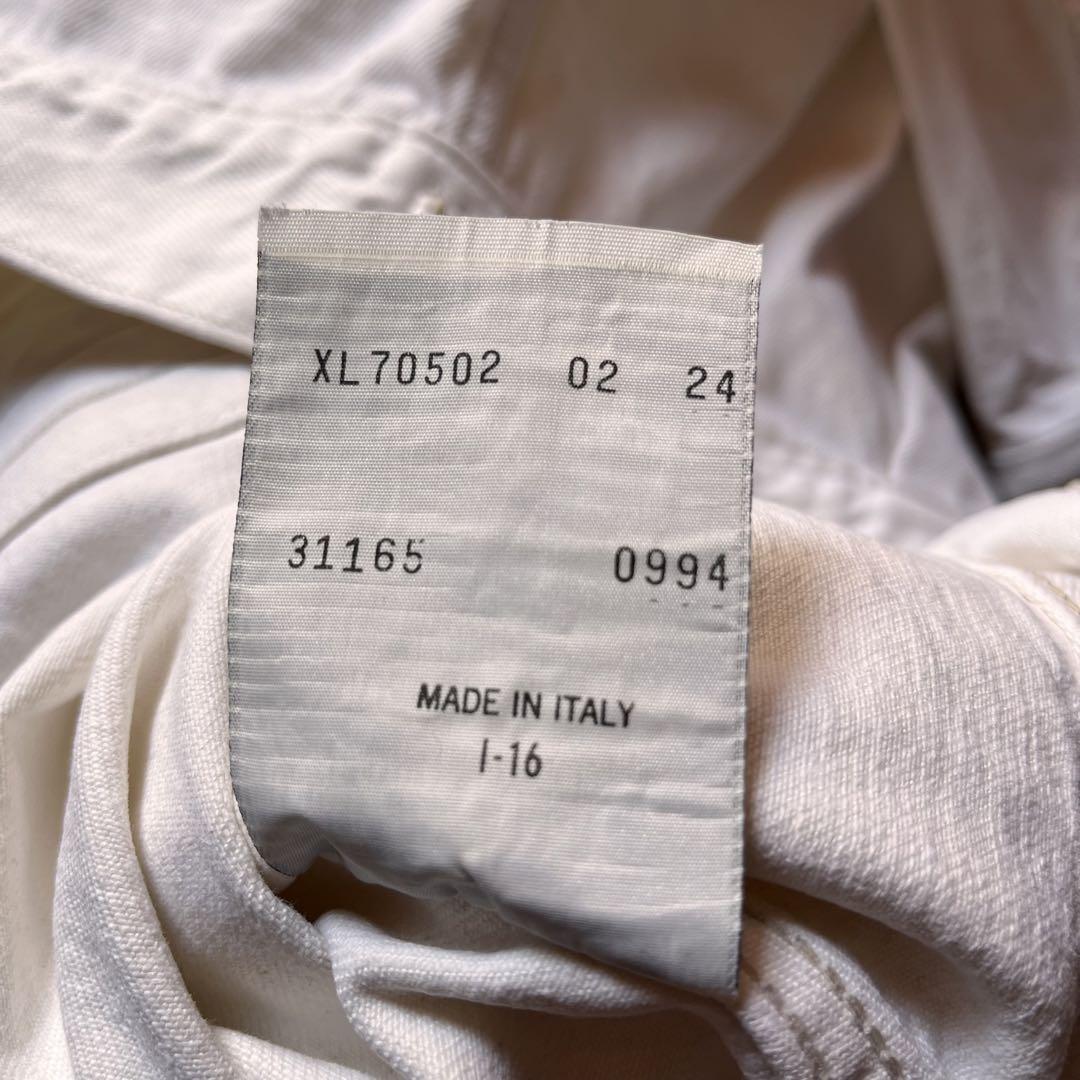 XL70502 02 24
31165 0994
MADE IN ITALY
I-16